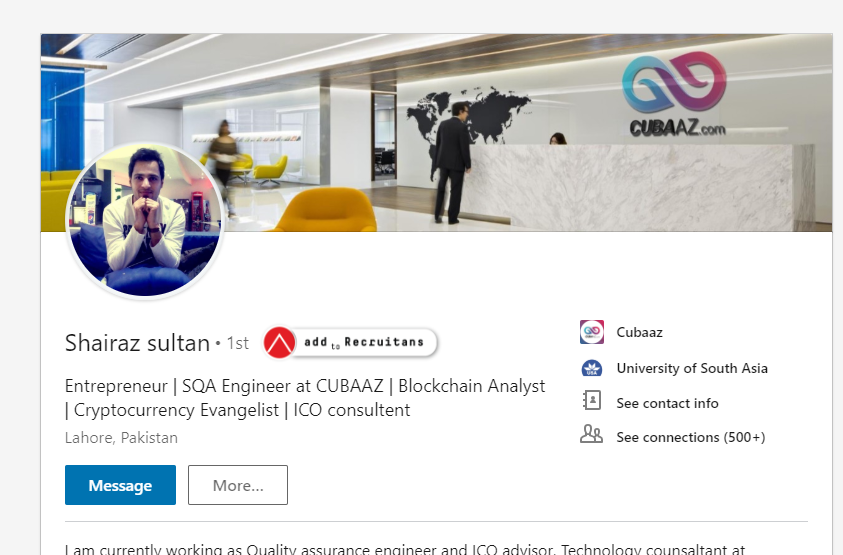 CUBAAZ.com
Shairaz sultan • 1st
add to Recruitans
Entrepreneur | SQA Engineer at CUBAAZ | Blockchain Analyst
| Cryptocurrency Evangelist | ICO consultent
Lahore, Pakistan
Message
More...
Cubaaz
USA
University of South Asia
See contact info
See connections (500+)
I am currently working as Quality assurance engineer and ICO advisor. Technology counsaltant at